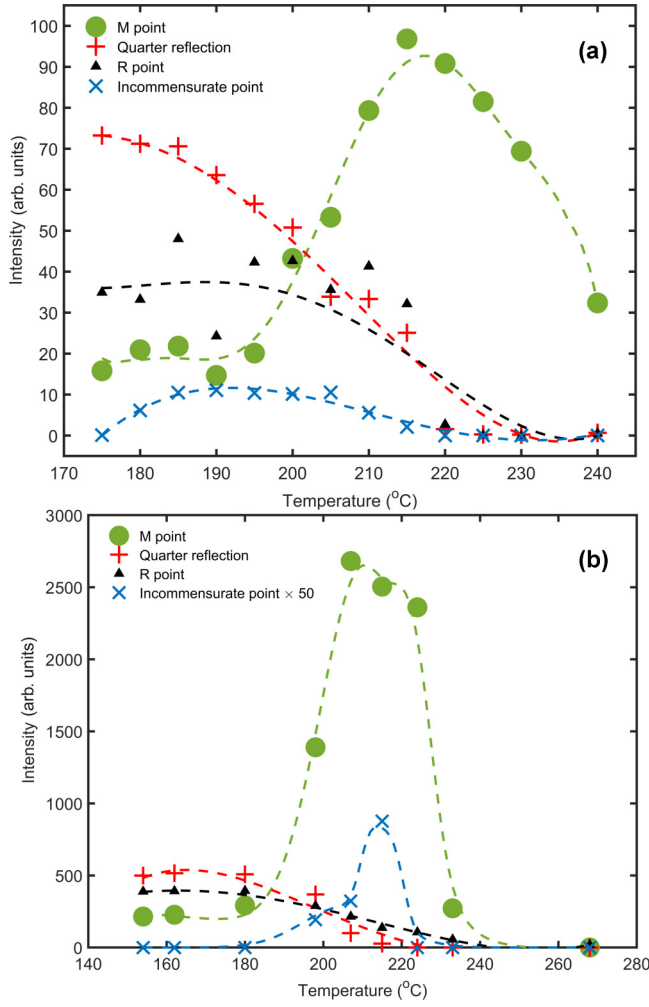 (a)
M point
Quarter reflection
R point
Incommensurate point
Intensity (arb. units)
100
90
80
70
60
50
40
30
20
10
0
170 180 190 200 210 220 230 240
Temperature (°C)
(b)
M point
Quarter reflection
R point
Incommensurate point × 50
Intensity (arb. units)
3000
2500
2000
1500
1000
500
0
140 160 180 200 220 240 260 280
Temperature (°C)